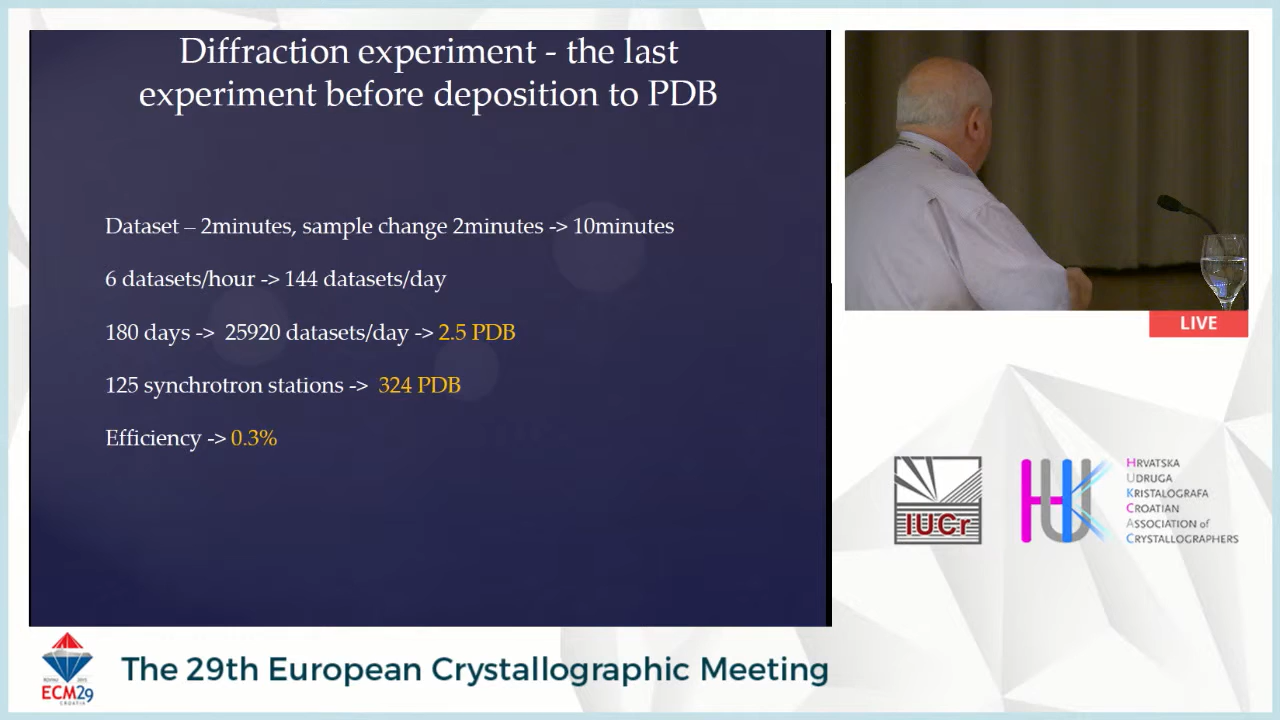 Diffraction experiment - the last
experiment before deposition to PDB
Dataset – 2minutes, sample change 2minutes -> 10minutes
6 datasets/hour -> 144 datasets/day
180 days -> 25920 datasets/day -> 2.5 PDB
125 synchrotron stations -> 324 PDB
Efficiency -> 0.3%
LIVE
IUCr
HUK
HRVATSKA
UDRUGA
KRISTALOGRAFA
CROATIAN
ASSOCIATION of
CRYSTALLOGRAPHERS
ECM29
CROATIA
The 29th European Crystallographic Meeting